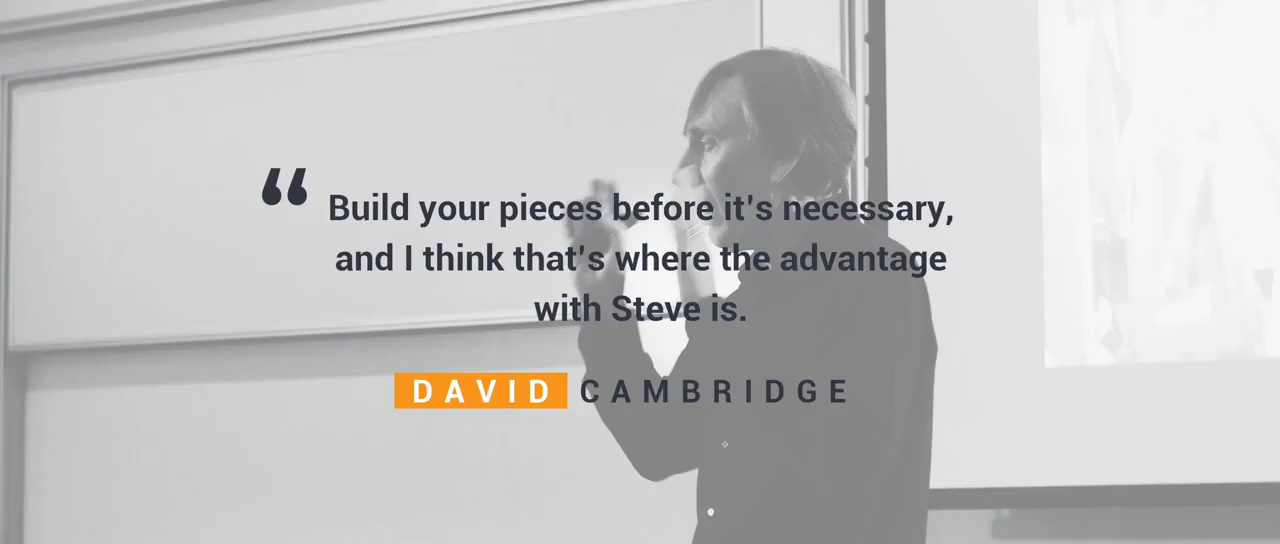 “ Build your pieces before it's necessary,
and I think that's where the advantage
with Steve is.
DAVID CAMBRIDGE